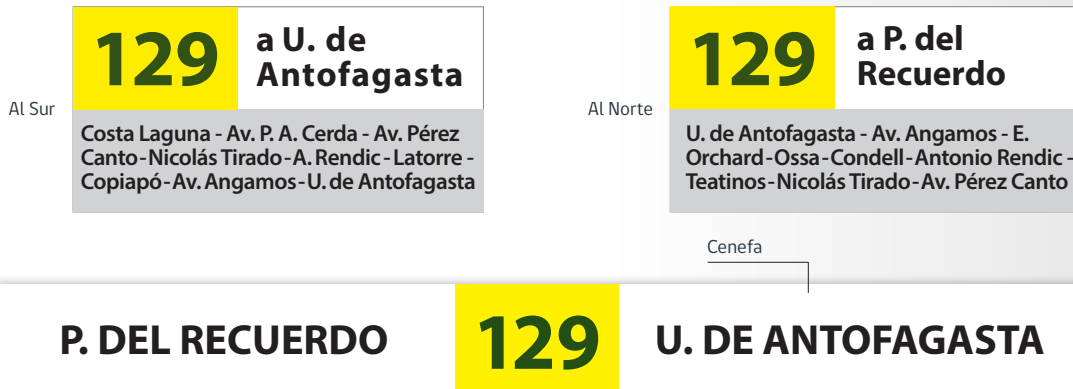 129
a U. de
Antofagasta
Al Sur
Costa Laguna - Av. P. A. Cerda - Av. Pérez
Canto - Nicolás Tirado - A. Rendic - Latorre -
Copiapó - Av. Angamos - U. de Antofagasta
129
a P. del
Recuerdo
Al Norte
U. de Antofagasta - Av. Angamos - E.
Orchard - Ossa - Condell - Antonio Rendic -
Teatinos - Nicolás Tirado - Av. Pérez Canto
Cenefa
P. DEL RECUERDO
129
U. DE ANTOFAGASTA